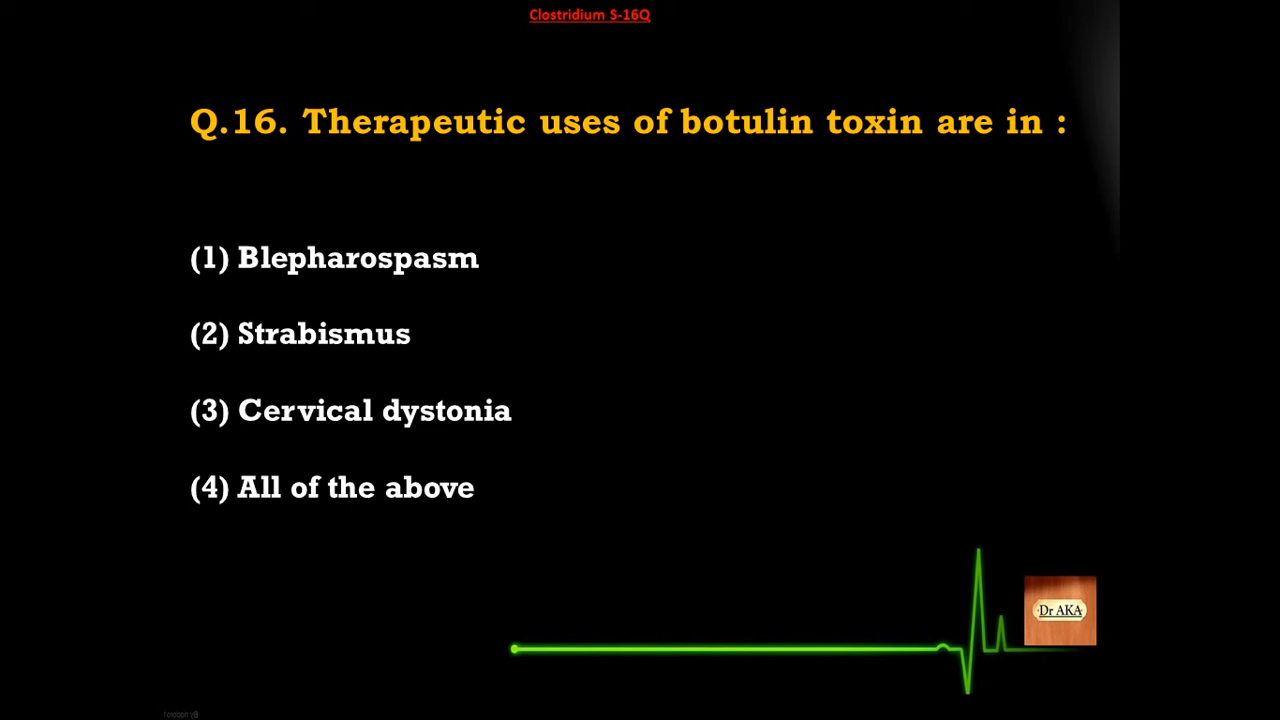 Clostridium S-16Q
Q.16. Therapeutic uses of botulin toxin are in :
(1) Blepharospasm
(2) Strabismus
(3) Cervical dystonia
(4) All of the above
Dr AKA